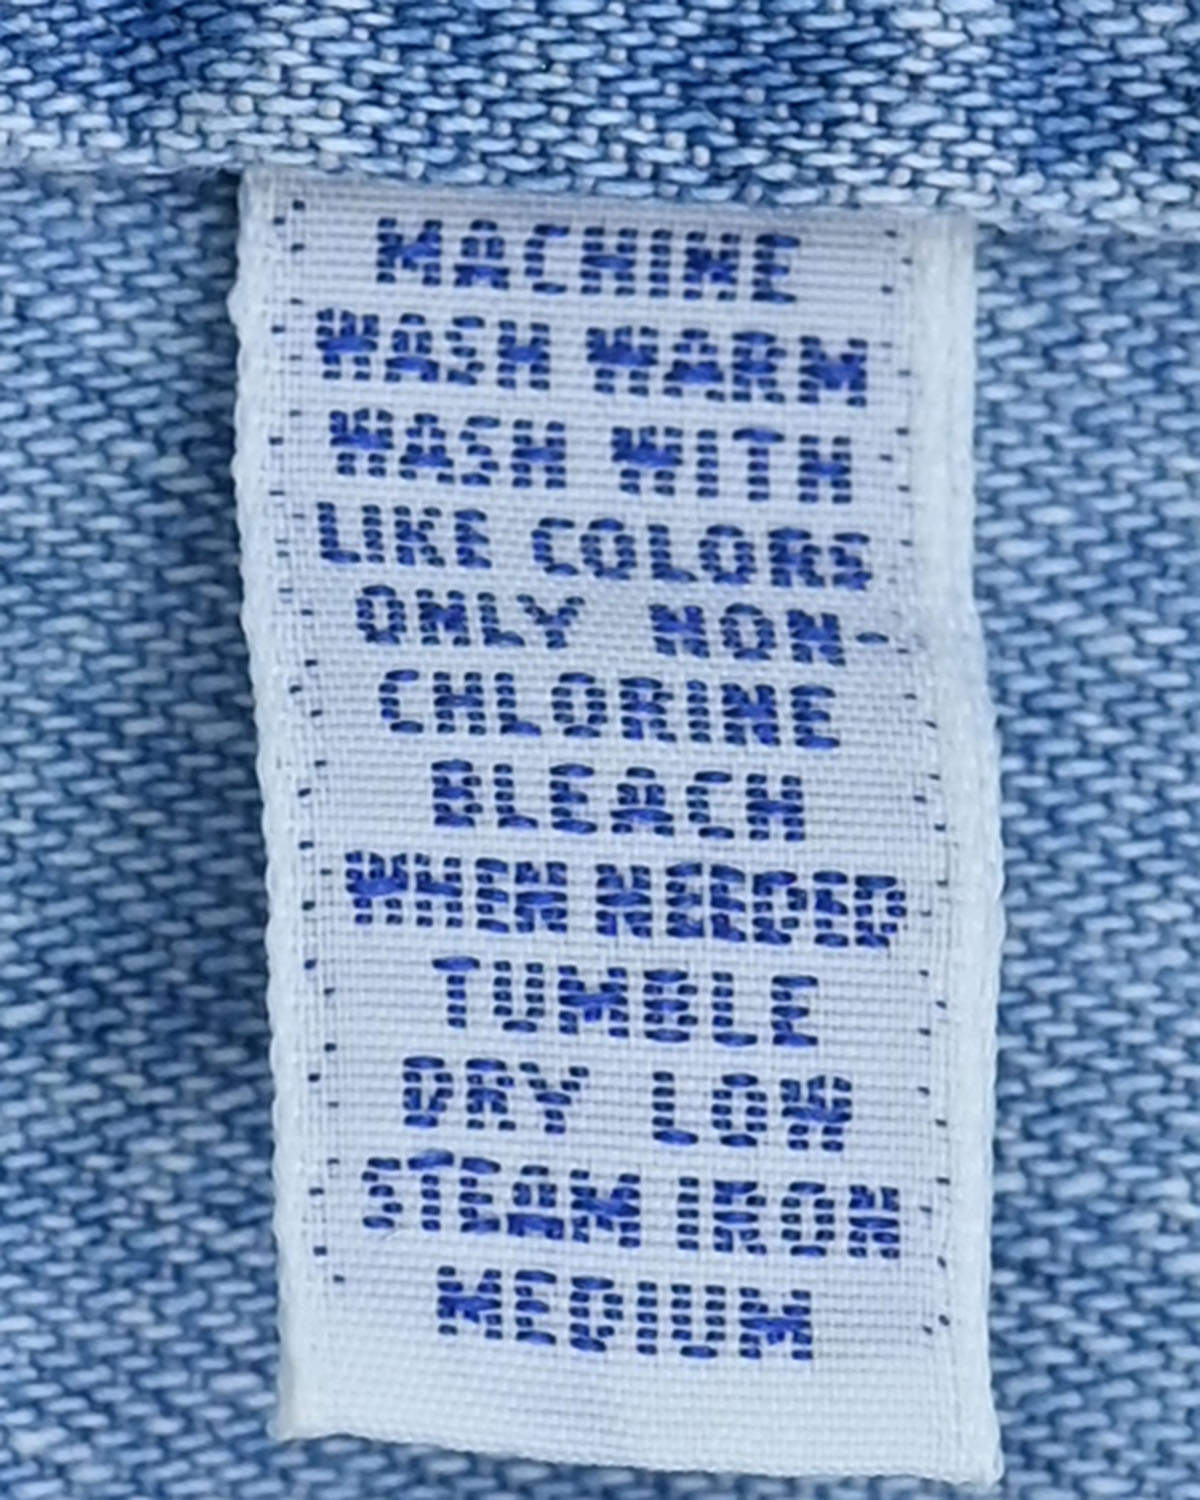 MACHINE
WASH WARM
WASH WITH
LIKE COLORS
ONLY NON-
CHLORINE
BLEACH
WHEN NEEDED
TUMBLE
DRY LOW
STEAM IRON
MEDIUM